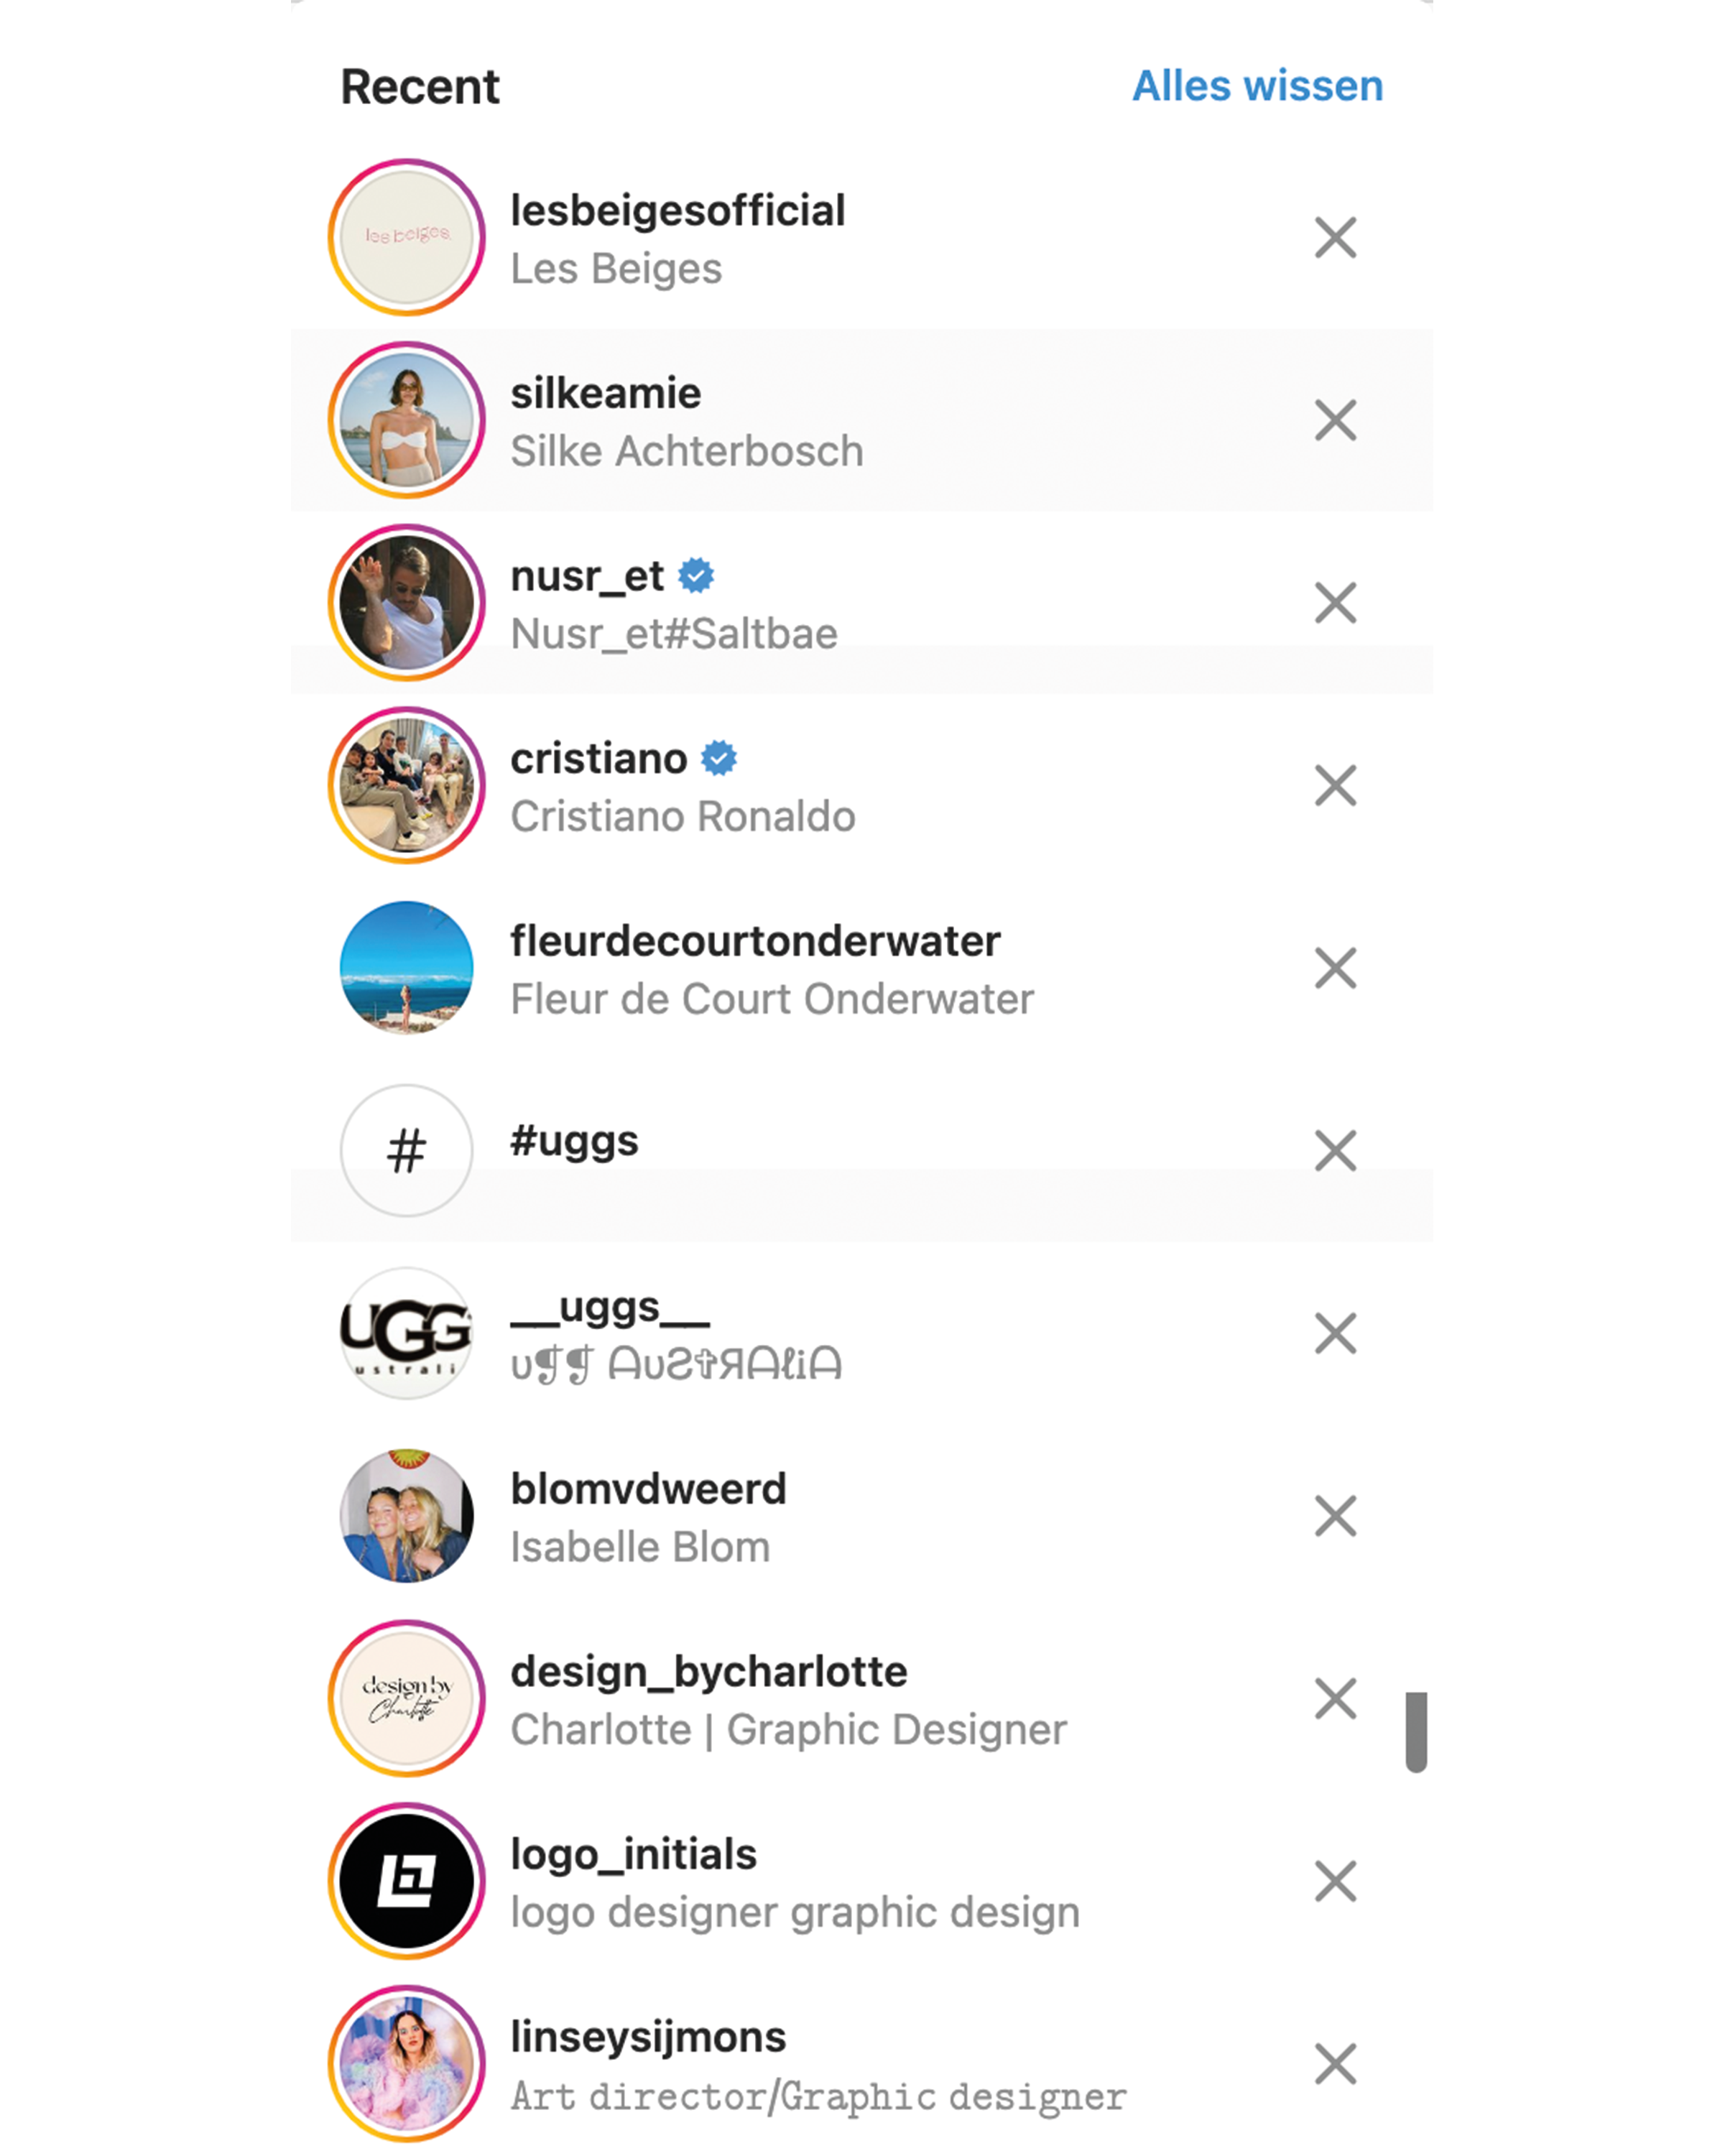 Recent
Alles wissen
les beiges.
lesbeigesofficial
Les Beiges
silkeamie
Silke Achterbosch
nusr_et
Nusr_et#Saltbae
cristiano
Cristiano Ronaldo
fleurdecourtonderwater
Fleur de Court Onderwater
#
#uggs
UGG
ustrali
__uggs__
υ❡❡ ᗩυƧ✞Яᗩℓiᗩ
blomvdweerd
Isabelle Blom
design by
Charlotte
design_bycharlotte
Charlotte | Graphic Designer
logo_initials
logo designer graphic design
linseysijmons
𝙰𝚛𝚝 𝚍𝚒𝚛𝚎𝚌𝚝𝚘𝚛/𝙶𝚛𝚊𝚙𝚑𝚒𝚌 𝚍𝚎𝚜𝚒𝚐𝚗𝚎𝚛